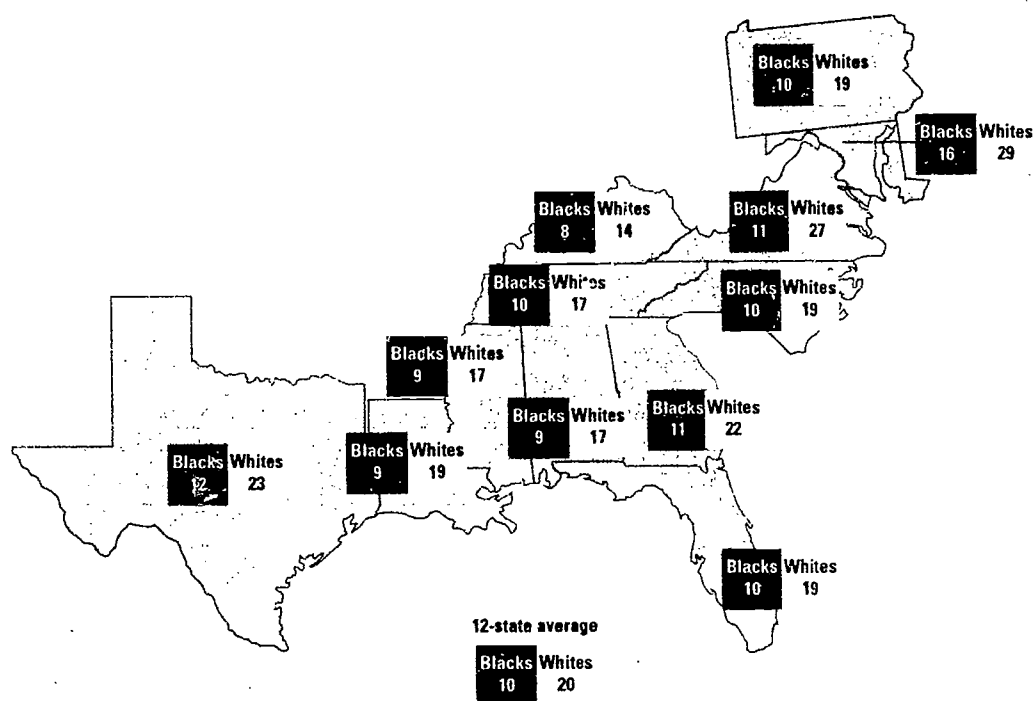 Blacks Whites
10 19
Blacks Whites
16 29
Blacks Whites
8 14
Blacks Whites
11 27
Blacks Whites
10 17
Blacks Whites
10 19
Blacks Whites
9 17
Blacks Whites
9 17
Blacks Whites
11 22
Blacks Whites
9 19
Blacks Whites
12 23
Blacks Whites
10 19
12-state average
Blacks Whites
10 20